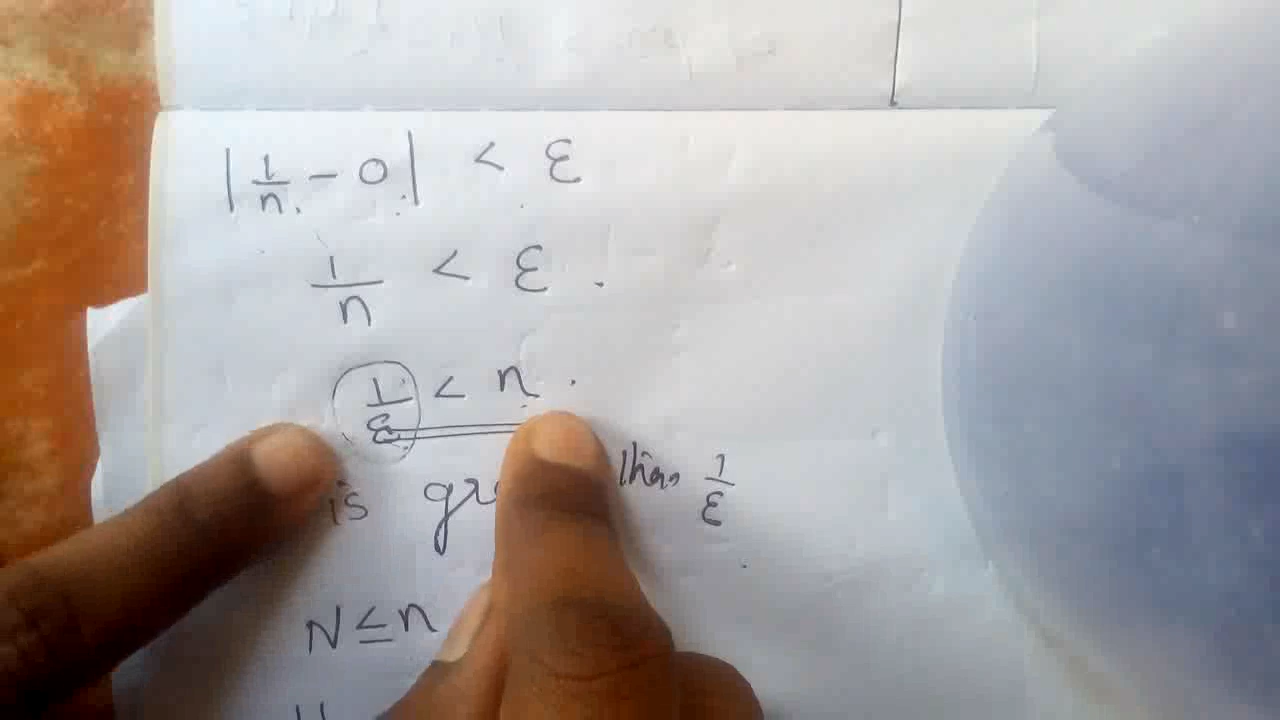 |1/n - 0| < ε
1/n < ε.
1/ε < n.
is than 1/ε
N ≤ n